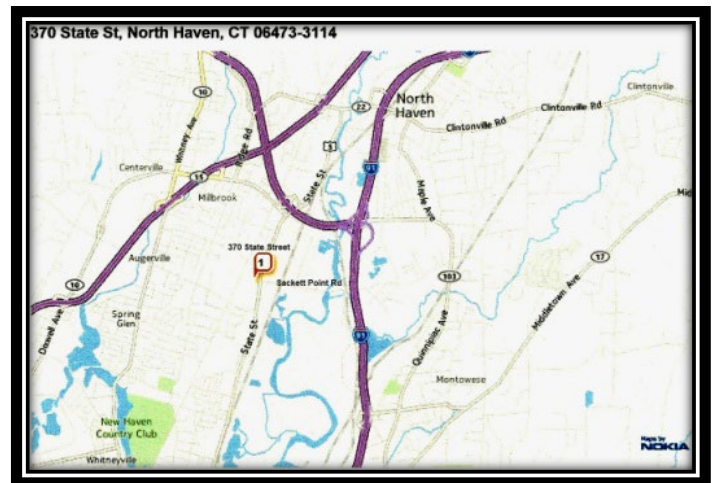 370 State St, North Haven, CT 06473-3114
10
22
North
Haven
Clintonville
Clintonville Rd
Clintonville Rd
Whitney Ave
Ridge Rd
5
State St
91
Centerville
15
Milbrook
Maple Ave
Mid
370 State Street
1
Augerville
Sackett Point Rd
10
103
17
Middletown Ave
Spring
Glen
Dixwell Ave
State St
91
Quinnipiac Ave
Montowese
New Haven
Country Club
Whitneyville
Maps by
NOKIA